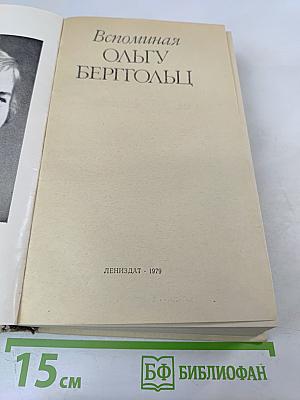 Вспоминая
ОЛЬГУ
БЕРГГОЛЬЦ
ЛЕНИЗДАТ · 1979
15 см
БФ БИБЛИОФАН